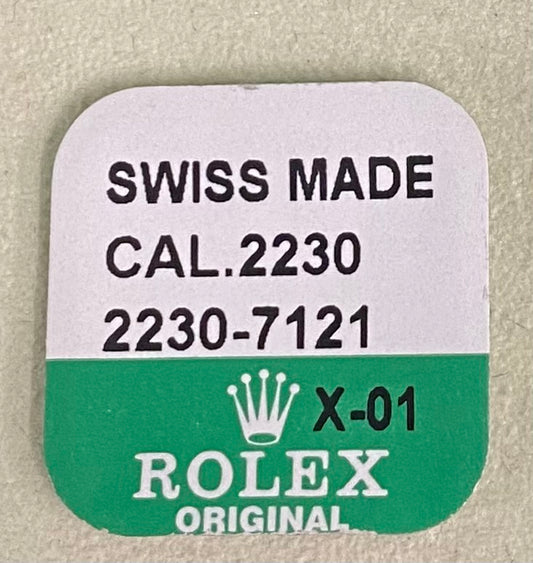 SWISS MADE
CAL.2230
2230-7121
X-01
ROLEX
ORIGINAL